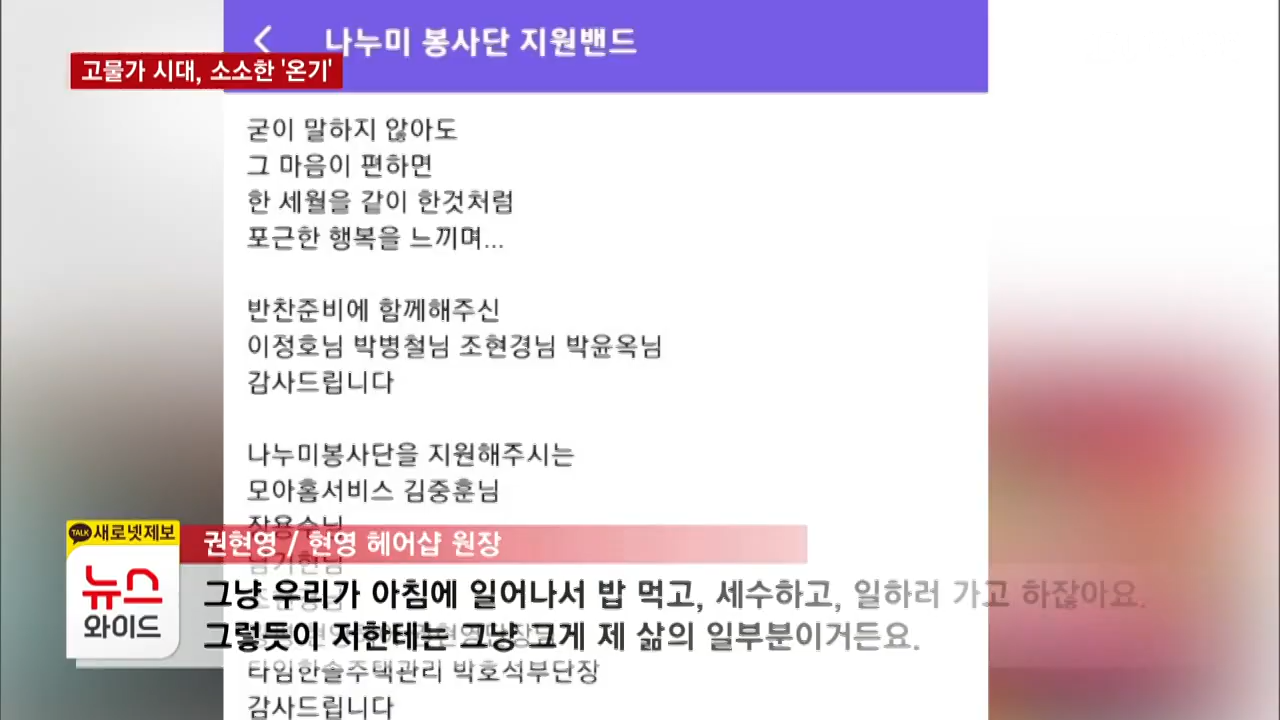 나누미 봉사단 지원밴드
고물가 시대, 소소한 '온기'
굳이 말하지 않아도
그 마음이 편하면
한 세월을 같이 한것처럼
포근한 행복을 느끼며...
반찬준비에 함께해주신
이정호님 박병철님 조현경님 박윤옥님
감사드립니다
나누미봉사단을 지원해주시는
모아홈서비스 김중훈님
TALK 새로넷제보
뉴스
와이드
권현영 / 현영 헤어샵 원장
그냥 우리가 아침에 일어나서 밥 먹고, 세수하고, 일하러 가고 하잖아요.
그렇듯이 저한테는 그냥 그게 제 삶의 일부분이거든요.
타임한솔주택관리 박호석부단장
감사드립니다